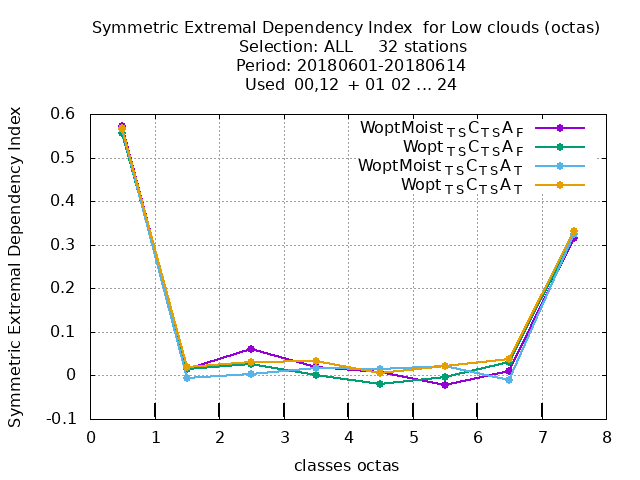 Symmetric Extremal Dependency Index for Low clouds (octas)
Selection: ALL 32 stations
Period: 20180601-20180614
Used 00,12 + 01 02 ... 24
Symmetric Extremal Dependency Index
0.6
0.5
0.4
0.3
0.2
0.1
0
-0.1
WoptMoist TS C TS A F
Wopt TS C TS A F
WoptMoist TS C TS A T
Wopt TS C TS A T
0 1 2 3 4 5 6 7 8
classes octas